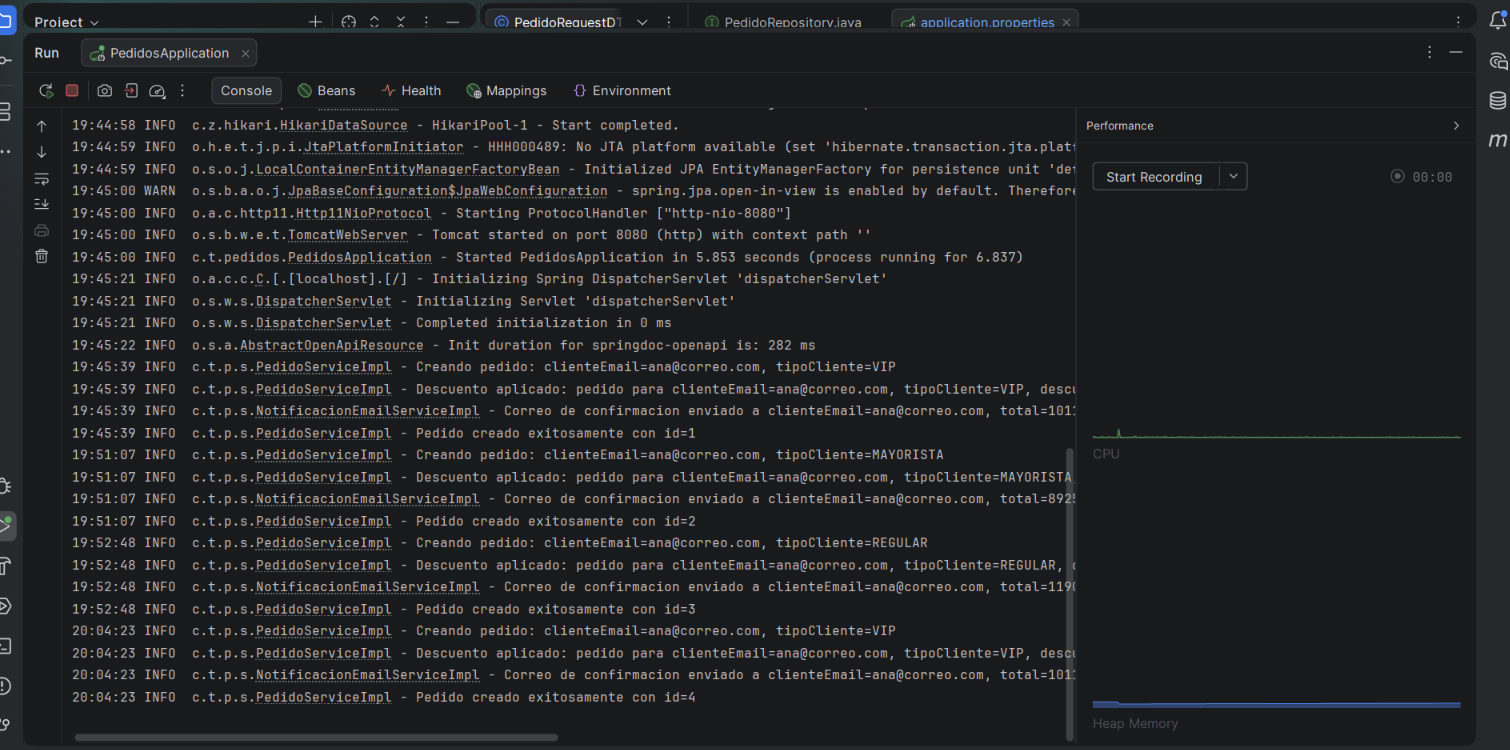 Project
PedidoRequestDT
PedidoRepository.java
application.properties
Run
PedidosApplication
Console
Beans
Health
Mappings
Environment
19:44:58 INFO c.z.hikari.HikariDataSource - HikariPool-1 - Start completed.
19:44:59 INFO o.h.e.t.j.p.i.JtaPlatformInitiator - HHH000489: No JTA platform available (set 'hibernate.transaction.jta.plat
19:44:59 INFO o.s.o.j.LocalContainerEntityManagerFactoryBean - Initialized JPA EntityManagerFactory for persistence unit 'de
19:45:00 WARN o.s.b.a.o.j.JpaBaseConfiguration$JpaWebConfiguration - spring.jpa.open-in-view is enabled by default. Therefore
19:45:00 INFO o.a.c.http11.Http11NioProtocol - Starting ProtocolHandler ["http-nio-8080"]
19:45:00 INFO o.s.b.w.e.t.TomcatWebServer - Tomcat started on port 8080 (http) with context path ''
19:45:00 INFO c.t.pedidos.PedidosApplication - Started PedidosApplication in 5.853 seconds (process running for 6.837)
19:45:21 INFO o.a.c.c.C.[.[localhost].[/] - Initializing Spring DispatcherServlet 'dispatcherServlet'
19:45:21 INFO o.s.w.s.DispatcherServlet - Initializing Servlet 'dispatcherServlet'
19:45:21 INFO o.s.w.s.DispatcherServlet - Completed initialization in 0 ms
19:45:22 INFO o.s.a.AbstractOpenApiResource - Init duration for springdoc-openapi is: 282 ms
19:45:39 INFO c.t.p.s.PedidoServiceImpl - Creando pedido: clienteEmail=ana@correo.com, tipoCliente=VIP
19:45:39 INFO c.t.p.s.PedidoServiceImpl - Descuento aplicado: pedido para clienteEmail=ana@correo.com, tipoCliente=VIP, descu
19:45:39 INFO c.t.p.s.NotificacionEmailServiceImpl - Correo de confirmacion enviado a clienteEmail=ana@correo.com, total=1011
19:45:39 INFO c.t.p.s.PedidoServiceImpl - Pedido creado exitosamente con id=1
19:51:07 INFO c.t.p.s.PedidoServiceImpl - Creando pedido: clienteEmail=ana@correo.com, tipoCliente=MAYORISTA
19:51:07 INFO c.t.p.s.PedidoServiceImpl - Descuento aplicado: pedido para clienteEmail=ana@correo.com, tipoCliente=MAYORISTA
19:51:07 INFO c.t.p.s.NotificacionEmailServiceImpl - Correo de confirmacion enviado a clienteEmail=ana@correo.com, total=8925
19:51:07 INFO c.t.p.s.PedidoServiceImpl - Pedido creado exitosamente con id=2
19:52:48 INFO c.t.p.s.PedidoServiceImpl - Creando pedido: clienteEmail=ana@correo.com, tipoCliente=REGULAR
19:52:48 INFO c.t.p.s.PedidoServiceImpl - Descuento aplicado: pedido para clienteEmail=ana@correo.com, tipoCliente=REGULAR,
19:52:48 INFO c.t.p.s.NotificacionEmailServiceImpl - Correo de confirmacion enviado a clienteEmail=ana@correo.com, total=1190
19:52:48 INFO c.t.p.s.PedidoServiceImpl - Pedido creado exitosamente con id=3
20:04:23 INFO c.t.p.s.PedidoServiceImpl - Creando pedido: clienteEmail=ana@correo.com, tipoCliente=VIP
20:04:23 INFO c.t.p.s.PedidoServiceImpl - Descuento aplicado: pedido para clienteEmail=ana@correo.com, tipoCliente=VIP, descu
20:04:23 INFO c.t.p.s.NotificacionEmailServiceImpl - Correo de confirmacion enviado a clienteEmail=ana@correo.com, total=1011
20:04:23 INFO c.t.p.s.PedidoServiceImpl - Pedido creado exitosamente con id=4
Performance
Start Recording
00:00
CPU
Heap Memory